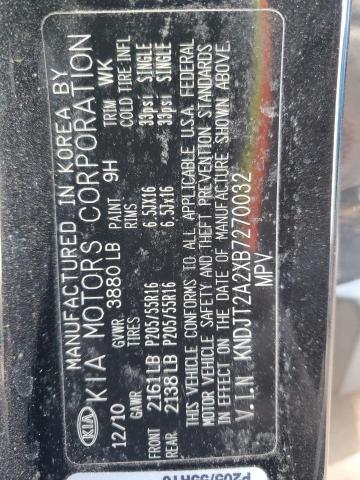 MANUFACTURED IN KOREA BY
KIA KIA MOTORS CORPORATION
12/10 GVWR 3880 LB PAINT 9H TRIM WK
GAWR TIRES RIMS COLD TIRE INFL
FRONT 2161 LB P205/55R16 6.5Jx16 33psi SINGLE
REAR 2138 LB P205/55R16 6.5Jx16 33psi SINGLE
THIS VEHICLE CONFORMS TO ALL APPLICABLE U.S.A. FEDERAL
MOTOR VEHICLE SAFETY AND THEFT PREVENTION STANDARDS
IN EFFECT ON THE DATE OF MANUFACTURE SHOWN ABOVE.
V.I.N KNDJT2A2XB7270032
MPV
P205/55R16